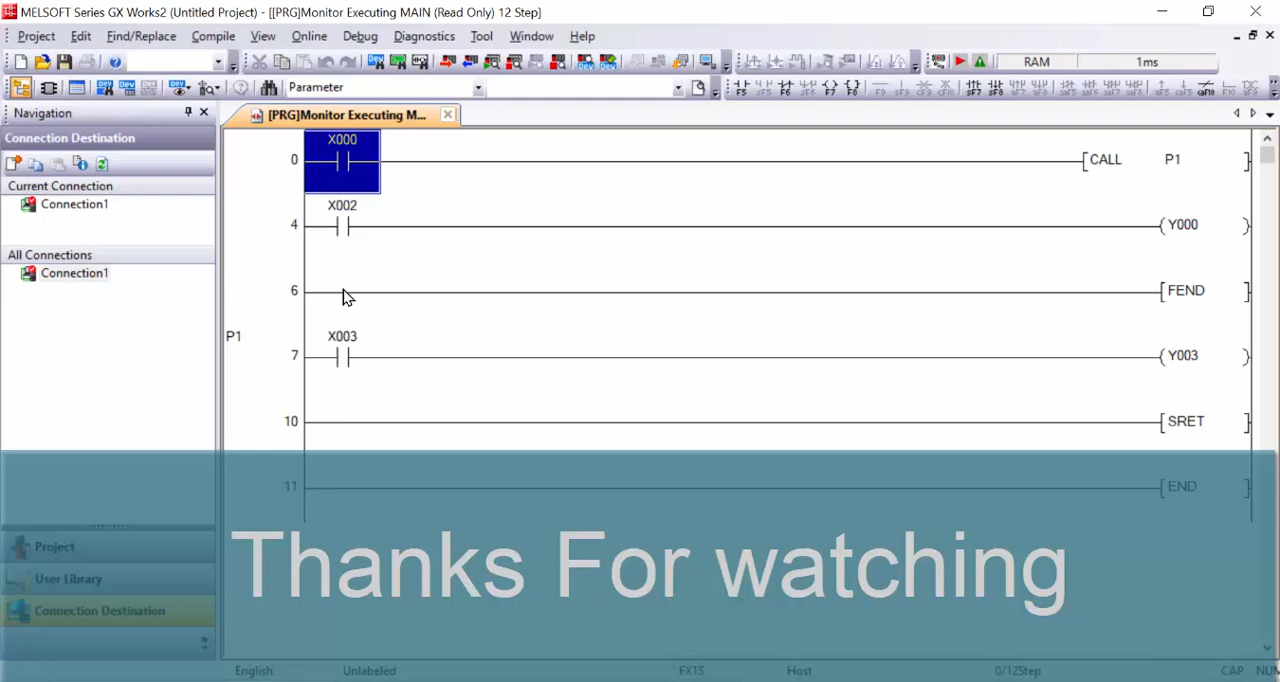 MELSOFT Series GX Works2 (Untitled Project) - [[PRG]Monitor Executing MAIN (Read Only) 12 Step]
Project Edit Find/Replace Compile View Online Debug Diagnostics Tool Window Help
RAM 1ms
Parameter
Navigation
[PRG]Monitor Executing M...
Connection Destination
Current Connection
Connection1
All Connections
Connection1
X000
0 CALL P1
X002
4 Y000
6 FEND
P1 X003
7 Y003
10 SRET
11 END
Project
User Library
Connection Destination
Thanks For watching
English Unlabeled FX1S Host 0/12Step CAP NUM